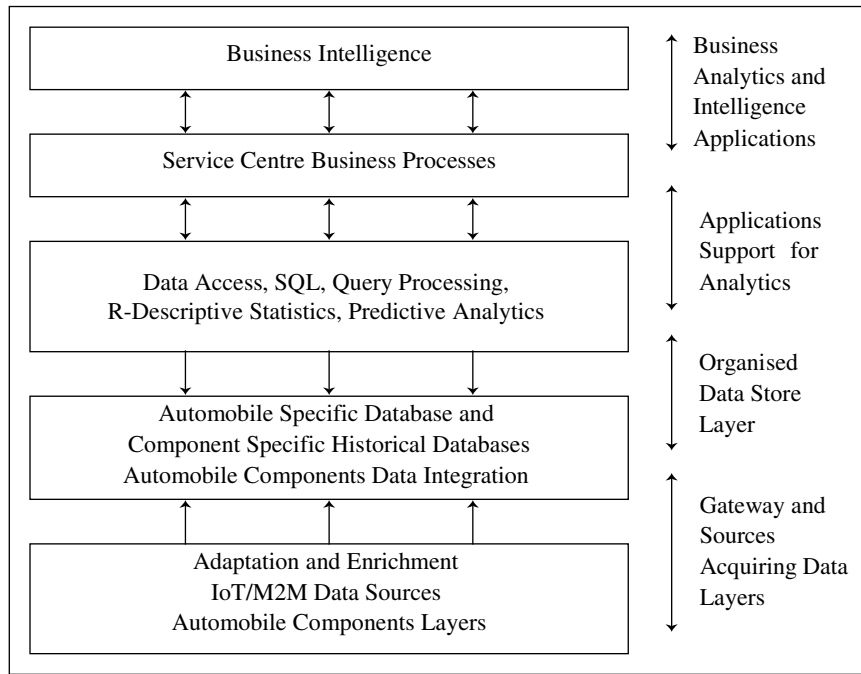 Business Intelligence
Service Centre Business Processes
Data Access, SQL, Query Processing,
R-Descriptive Statistics, Predictive Analytics
Automobile Specific Database and
Component Specific Historical Databases
Automobile Components Data Integration
Adaptation and Enrichment
IoT/M2M Data Sources
Automobile Components Layers
Business
Analytics and
Intelligence
Applications
Applications
Support for
Analytics
Organised
Data Store
Layer
Gateway and
Sources
Acquiring Data
Layers